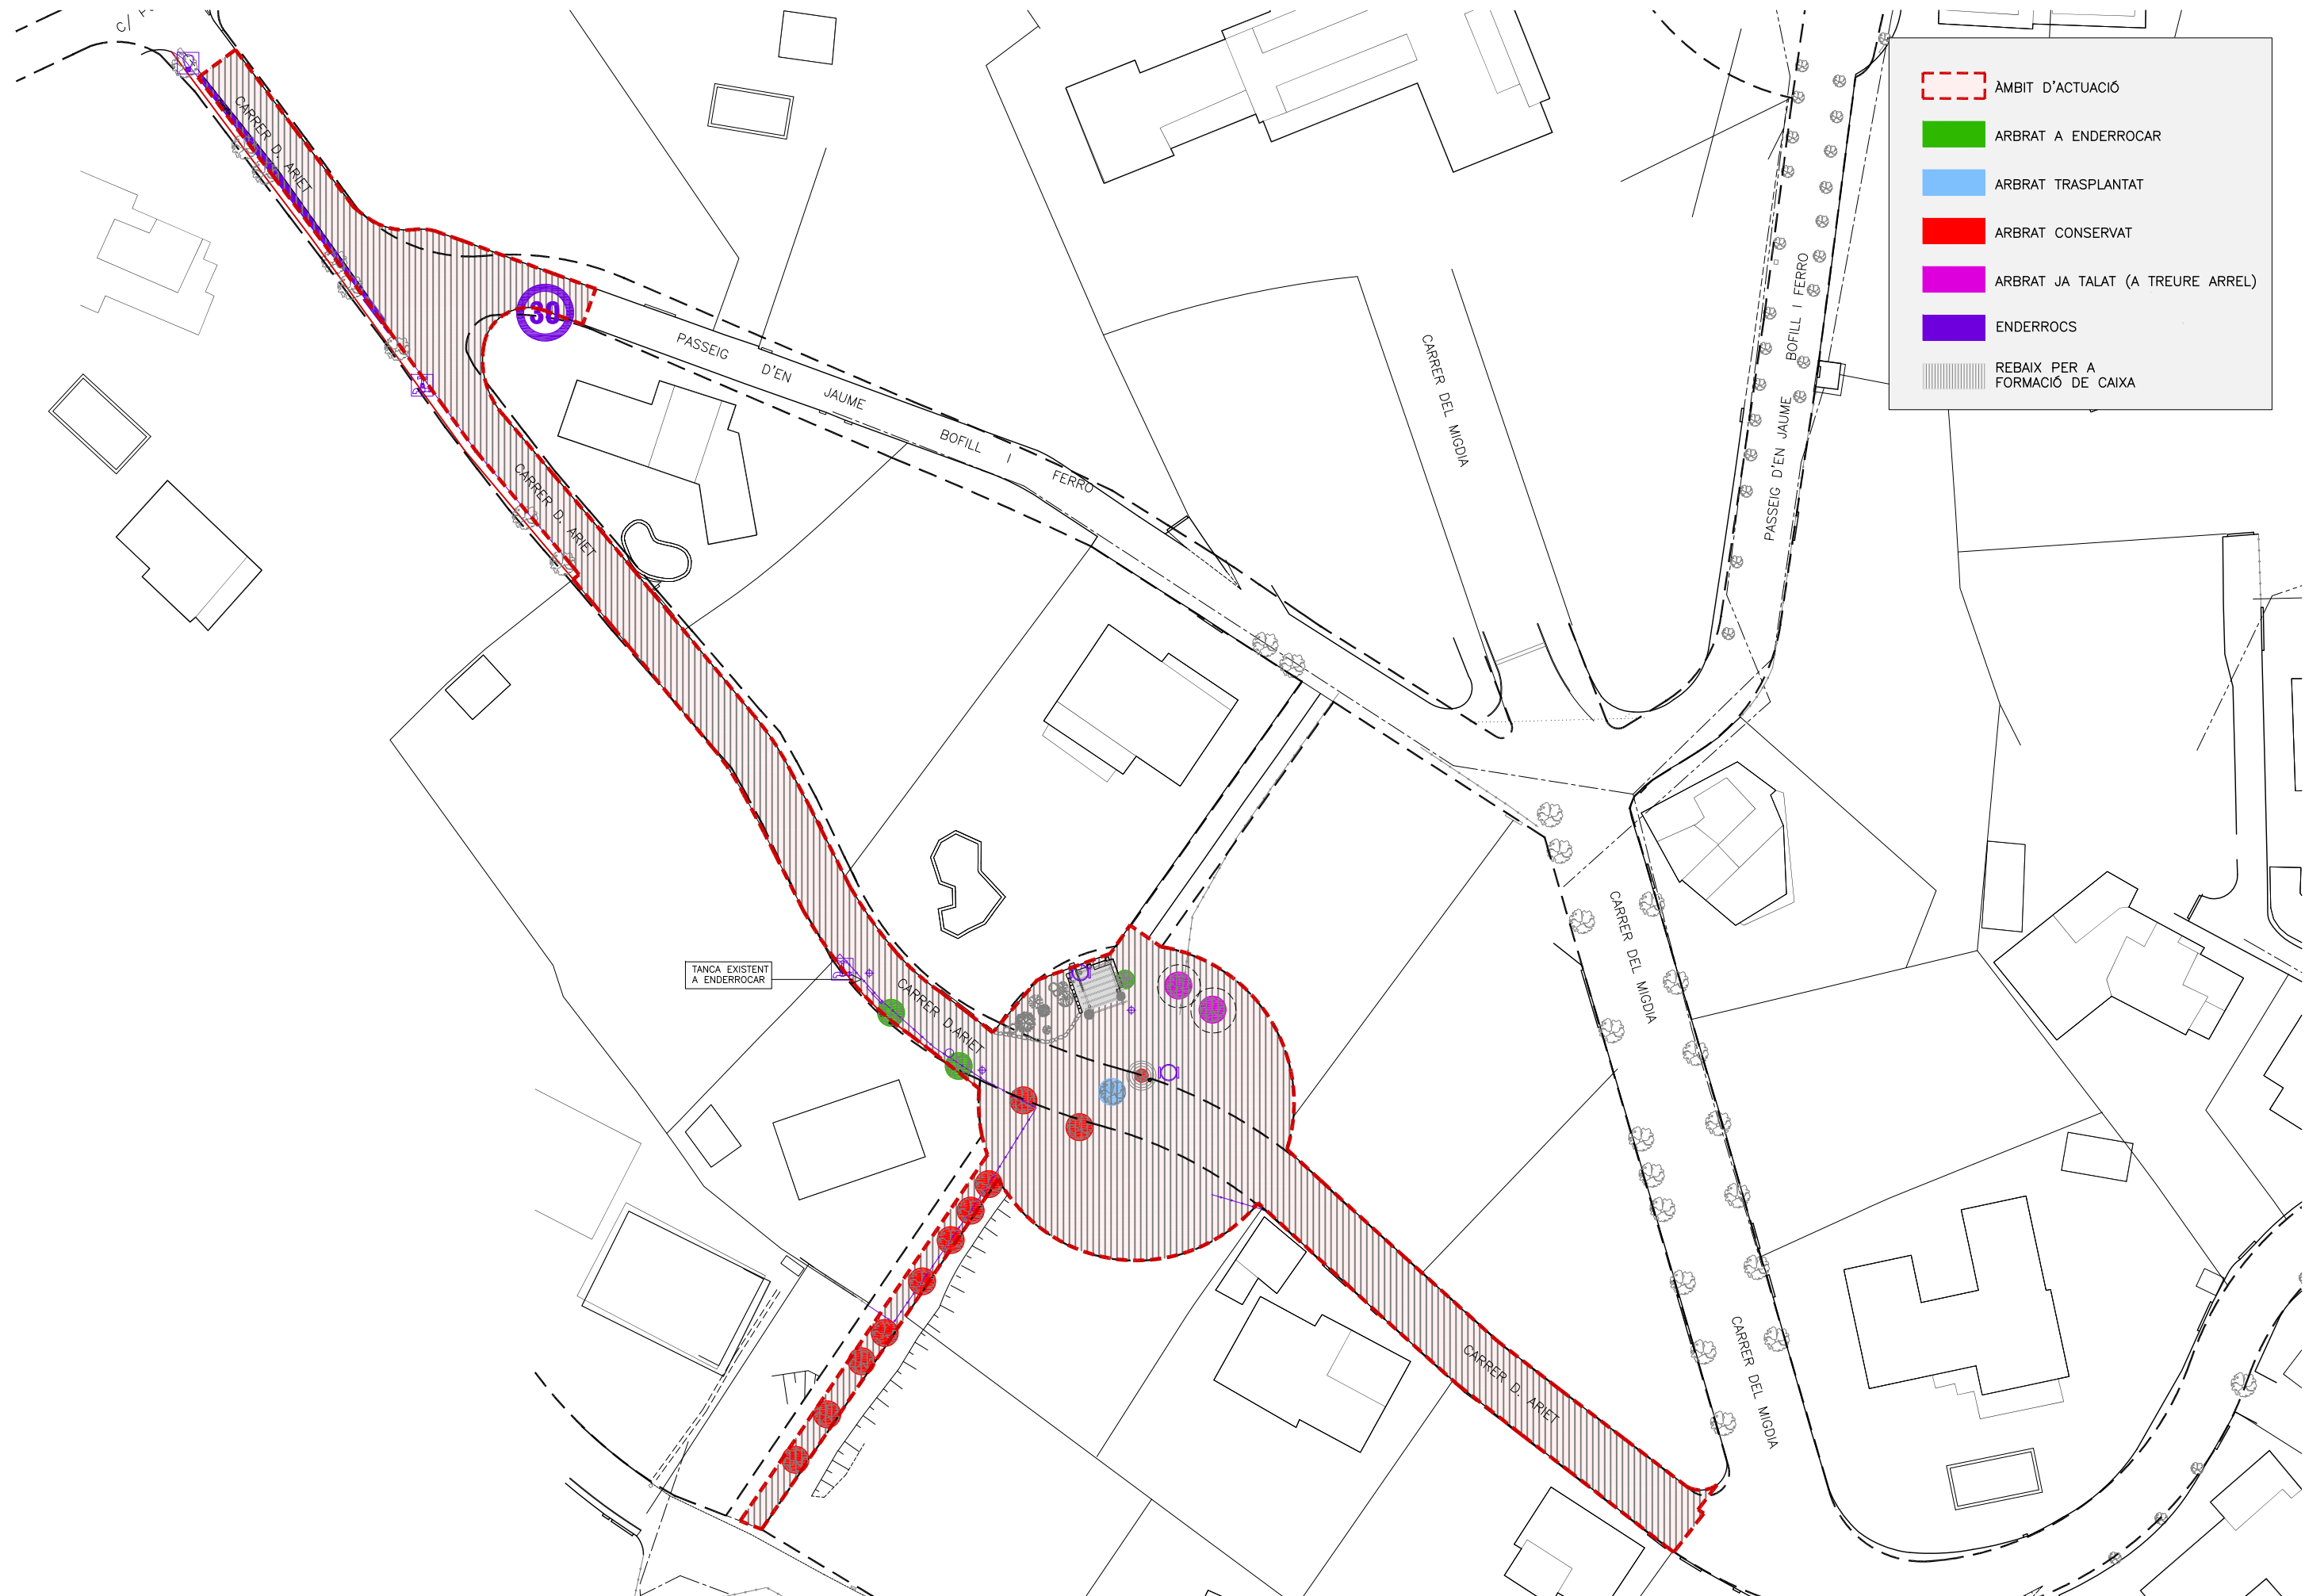 C/
CARRER D. ARIET
30
PASSEIG
D'EN
JAUME
BOFILL
I
FERRO
CARRER D. ARIET
CARRER DEL MIGDIA
PASSEIG D'EN JAUME BOFILL I FERRO
ÀMBIT D'ACTUACIÓ
ARBRAT A ENDERROCAR
ARBRAT TRASPLANTAT
ARBRAT CONSERVAT
ARBRAT JA TALAT (A TREURE ARREL)
ENDERROCS
REBAIX PER A
FORMACIÓ DE CAIXA
TANCA EXISTENT
A ENDERROCAR
CARRER D.ARIET
CARRER DEL MIGDIA
CARRER D. ARIET
CARRER DEL MIGDIA